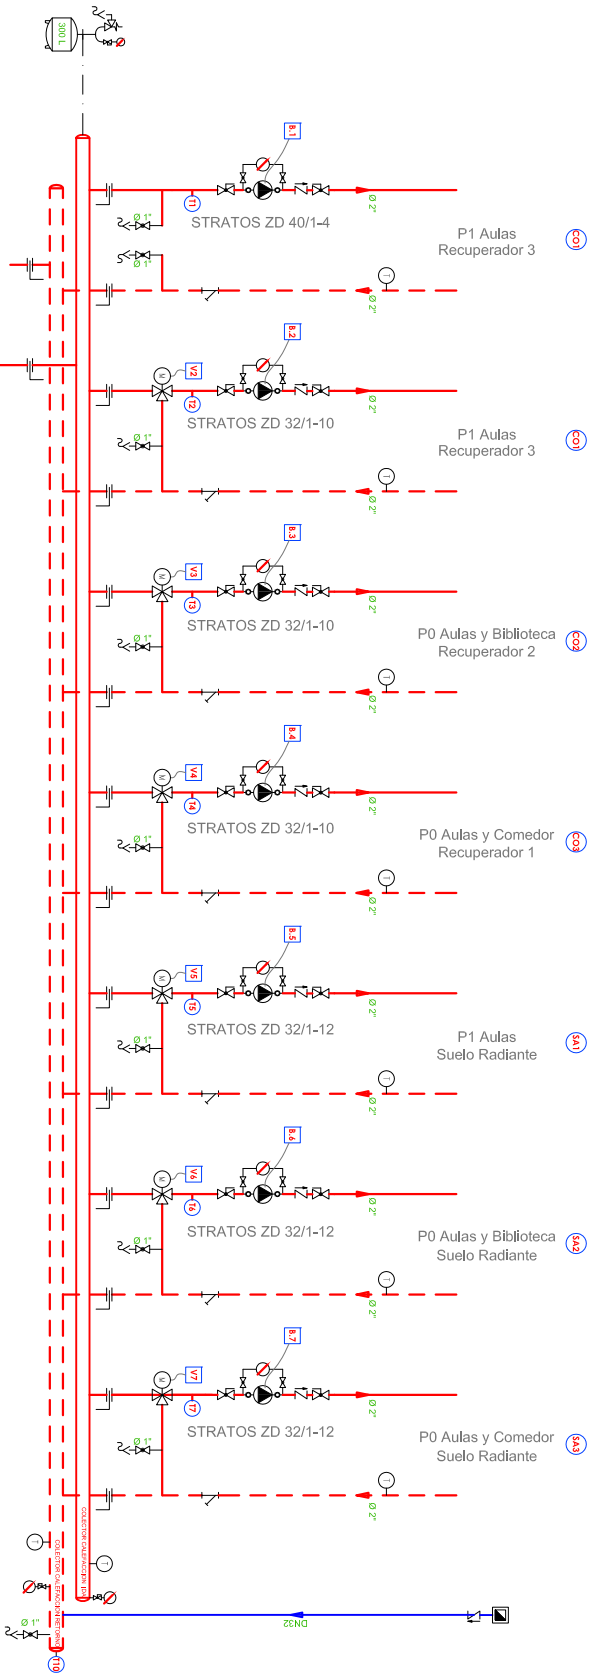 300 L
B.1
T1
Ø 1"
Ø 2"
STRATOS ZD 40/1-4
P1 Aulas
Recuperador 3
CO1
Ø 1"
T
Ø 2"
B.2
M
V2
T2
Ø 2"
STRATOS ZD 32/1-10
Ø 1"
P1 Aulas
Recuperador 3
CO1
T
Ø 2"
B.3
M
V3
T3
Ø 2"
STRATOS ZD 32/1-10
Ø 1"
P0 Aulas y Biblioteca
Recuperador 2
CO2
T
Ø 2"
B.4
M
V4
T4
Ø 2"
STRATOS ZD 32/1-10
Ø 1"
P0 Aulas y Comedor
Recuperador 1
CO3
T
Ø 2"
B.5
M
V5
T5
Ø 2"
STRATOS ZD 32/1-12
Ø 1"
P1 Aulas
Suelo Radiante
SA1
T
Ø 2"
B.6
M
V6
T6
Ø 2"
STRATOS ZD 32/1-12
Ø 1"
P0 Aulas y Biblioteca
Suelo Radiante
SA2
T
Ø 2"
B.7
M
V7
T7
Ø 2"
STRATOS ZD 32/1-12
Ø 1"
P0 Aulas y Comedor
Suelo Radiante
SA3
T
Ø 2"
COLECTOR CALEFACCION IDA
T
COLECTOR CALEFACCION RETORNO
T
Ø 1"
DN32
T10